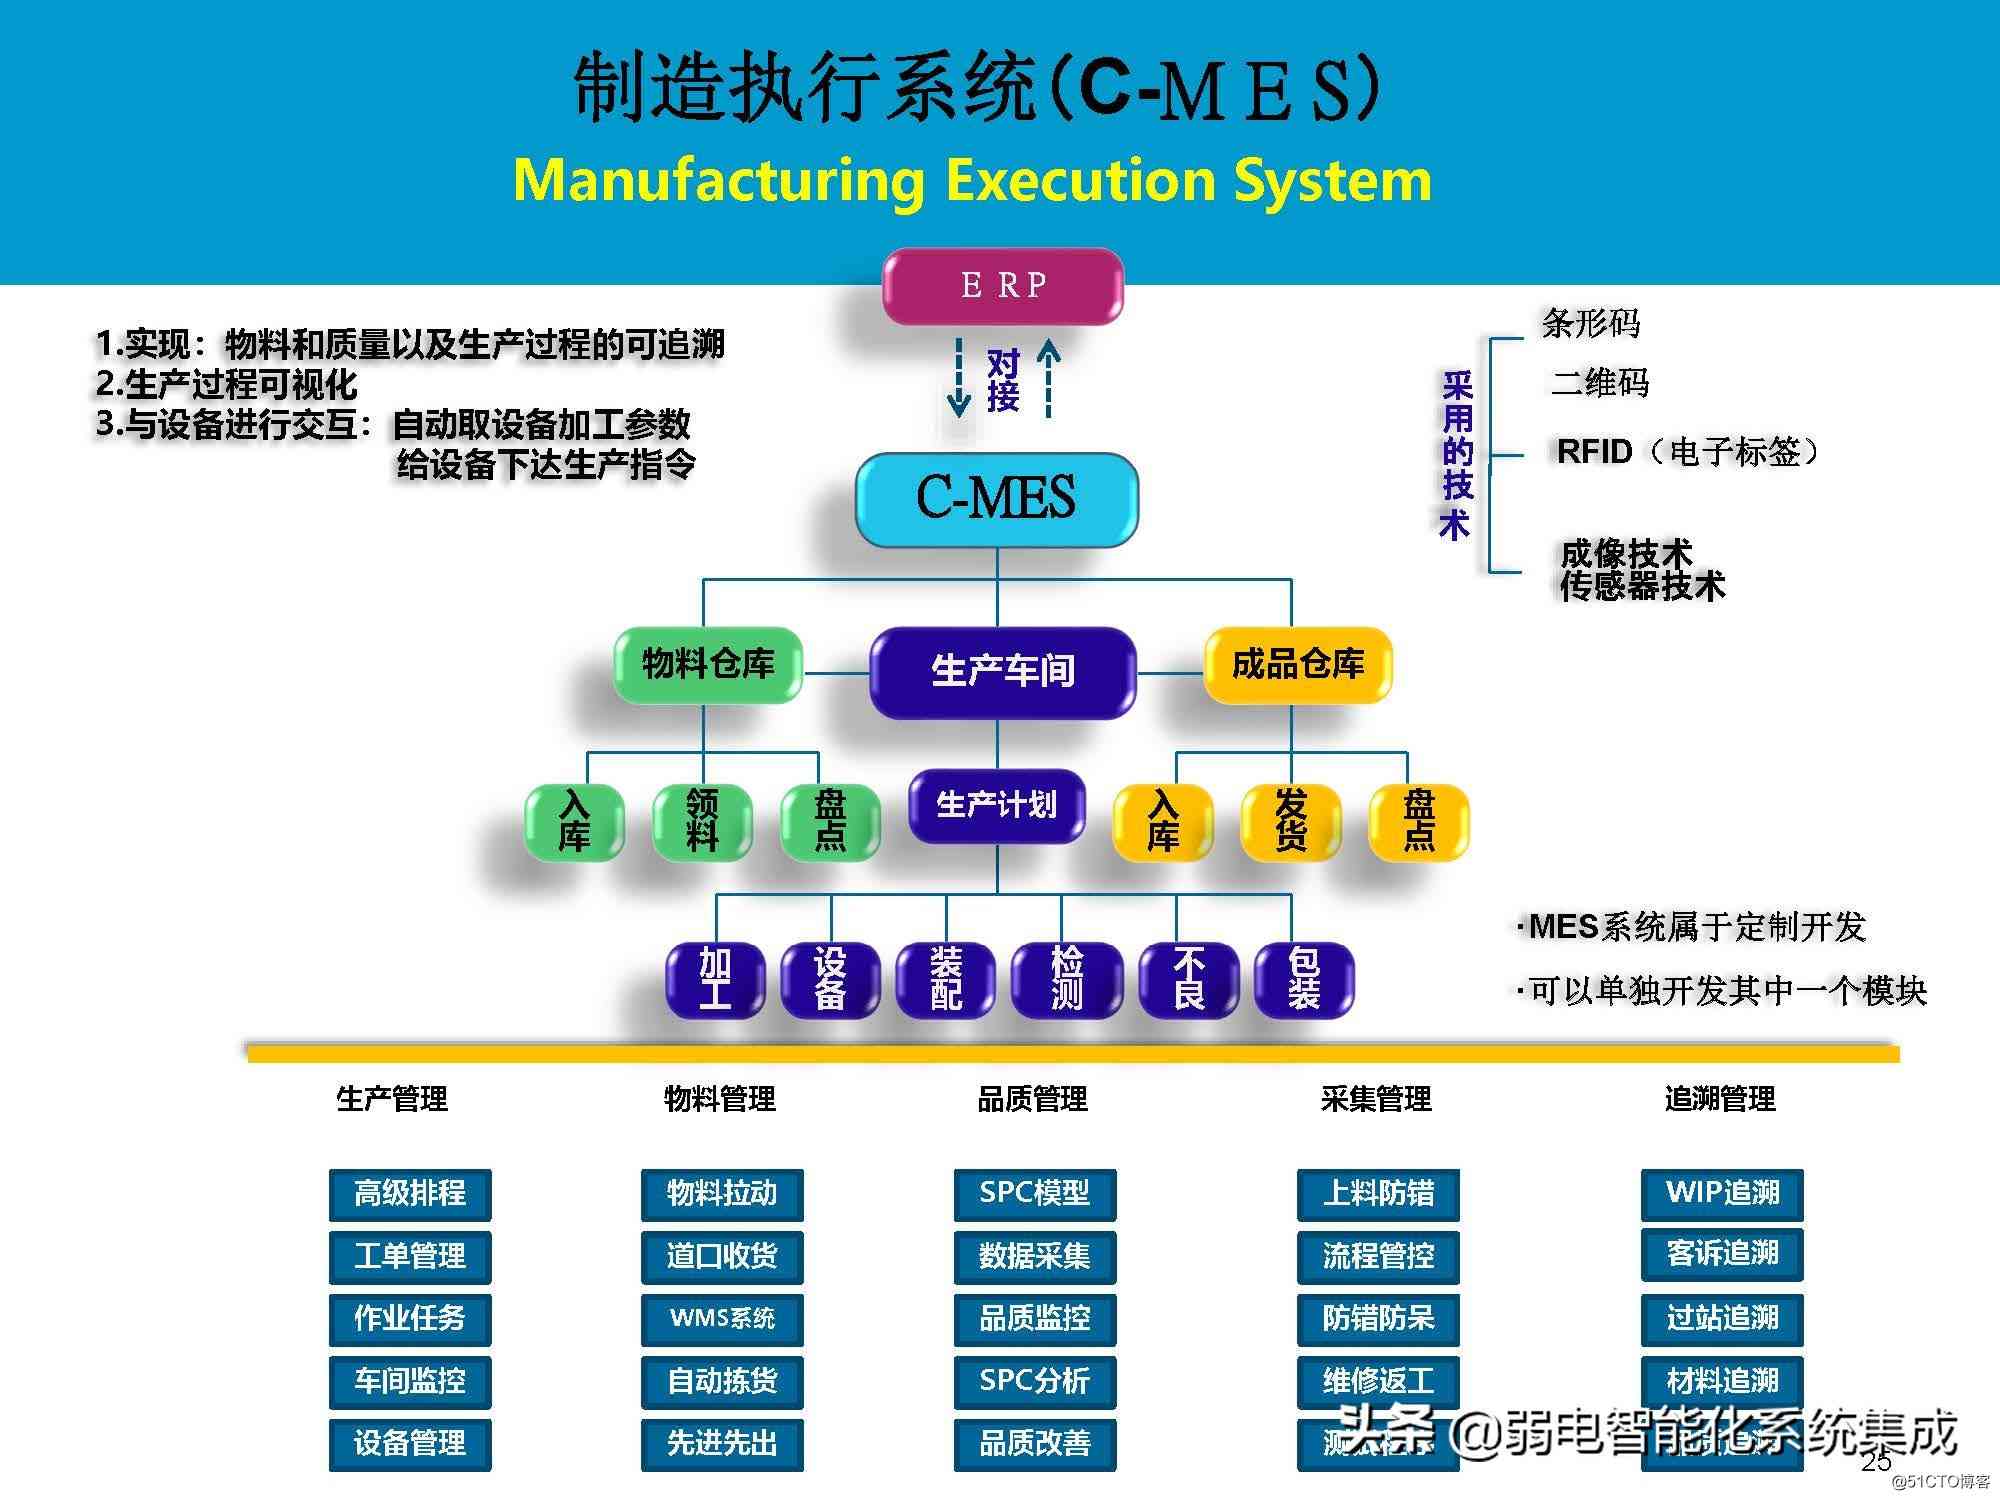 制造执行系统（C-MES）
Manufacturing Execution System
ERP
对接
1.实现：物料和质量以及生产过程的可追溯
2.生产过程可视化
3.与设备进行交互：自动取设备加工参数
给设备下达生产指令
采用的技术
条形码
二维码
RFID（电子标签）
成像技术
传感器技术
C-MES
物料仓库
生产车间
成品仓库
入库
领料
盘点
生产计划
入库
发货
盘点
加工
设备
装配
检测
不良
包装
·MES系统属于定制开发
·可以单独开发其中一个模块
生产管理
物料管理
品质管理
采集管理
追溯管理
高级排程
物料拉动
SPC模型
上料防错
WIP追溯
工单管理
道口收货
数据采集
流程管控
客诉追溯
作业任务
WMS系统
品质监控
防错防呆
过站追溯
车间监控
自动拣货
SPC分析
维修返工
材料追溯
设备管理
先进先出
品质改善
头条 @弱电智能化系统集成
25
@51CTO博客